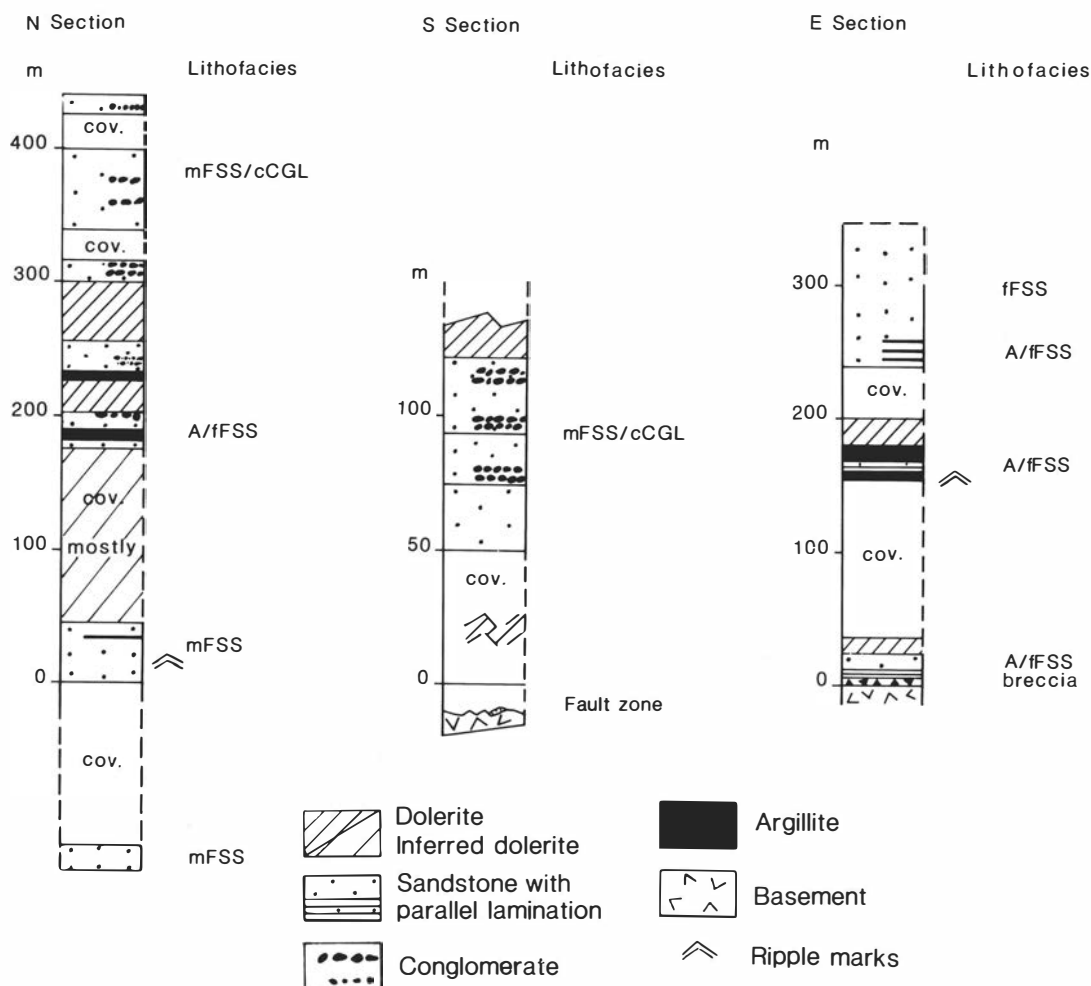 N Section
m
Lithofacies
cov.
400
mFSS/cCGL
cov.
300
200
A/fFSS
cov.
mostly
100
mFSS
0
cov.
mFSS
S Section
Lithofacies
m
100
mFSS/cCGL
50
cov.
0
Fault zone
E Section
Lithofacies
m
300
fFSS
A/fFSS
cov.
200
A/fFSS
cov.
100
A/fFSS
0
breccia
Dolerite
Inferred dolerite
Sandstone with
parallel lamination
Conglomerate
Argillite
Basement
Ripple marks